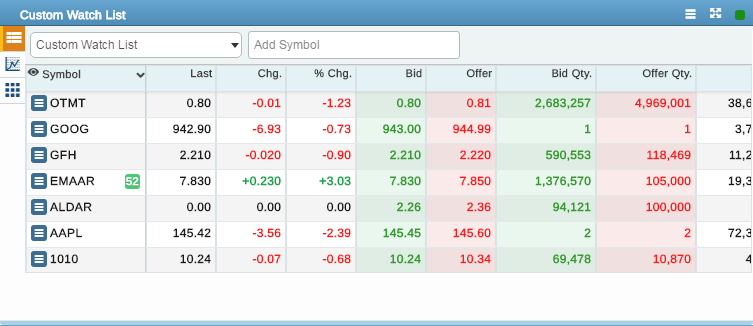 Custom Watch List
Custom Watch List Add Symbol
Symbol Last Chg. % Chg. Bid Offer Bid Qty. Offer Qty.
OTMT 0.80 -0.01 -1.23 0.80 0.81 2,683,257 4,969,001 38,6
GOOG 942.90 -6.93 -0.73 943.00 944.99 1 1 3,7
GFH 2.210 -0.020 -0.90 2.210 2.220 590,553 118,469 11,2
EMAAR 52 7.830 +0.230 +3.03 7.830 7.850 1,376,570 105,000 19,3
ALDAR 0.00 0.00 0.00 2.26 2.36 94,121 100,000
AAPL 145.42 -3.56 -2.39 145.45 145.60 2 2 72,3
1010 10.24 -0.07 -0.68 10.24 10.34 69,478 10,870 4